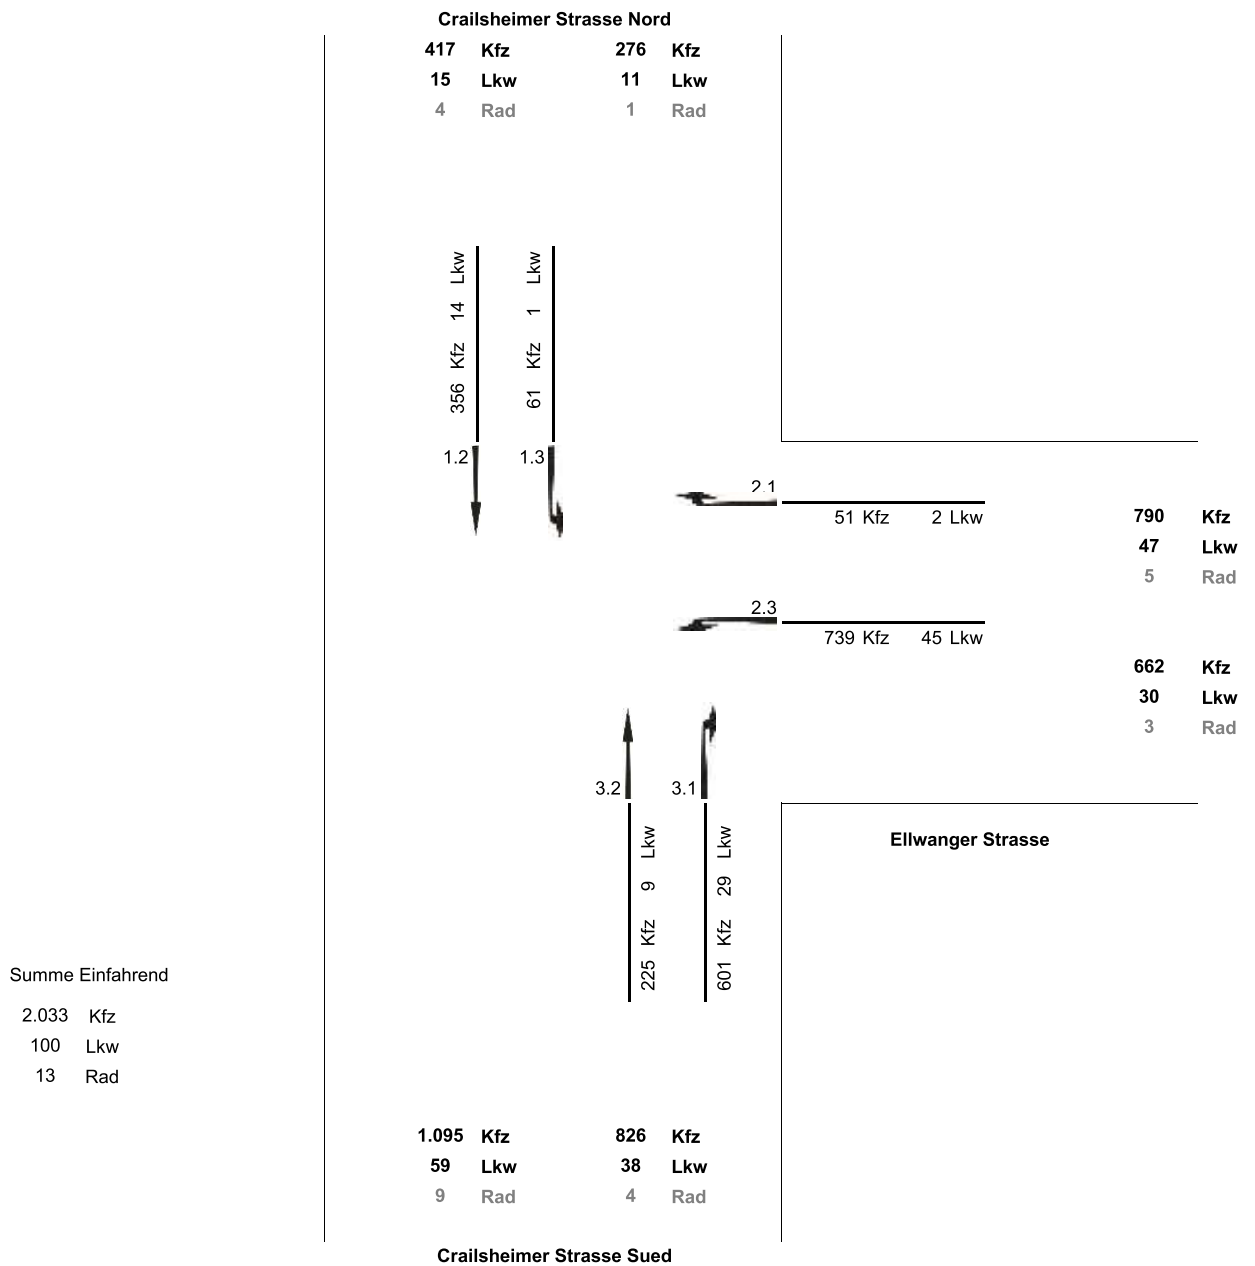 Crailsheimer Strasse Nord
417 Kfz 276 Kfz
15 Lkw 11 Lkw
4 Rad 1 Rad
356 Kfz 14 Lkw
61 Kfz 1 Lkw
1.2 1.3
2.1
51 Kfz 2 Lkw
790 Kfz
47 Lkw
5 Rad
2.3
739 Kfz 45 Lkw
662 Kfz
30 Lkw
3 Rad
3.2 3.1
225 Kfz 9 Lkw
601 Kfz 29 Lkw
Ellwanger Strasse
Summe Einfahrend
2.033 Kfz
100 Lkw
13 Rad
1.095 Kfz 826 Kfz
59 Lkw 38 Lkw
9 Rad 4 Rad
Crailsheimer Strasse Sued